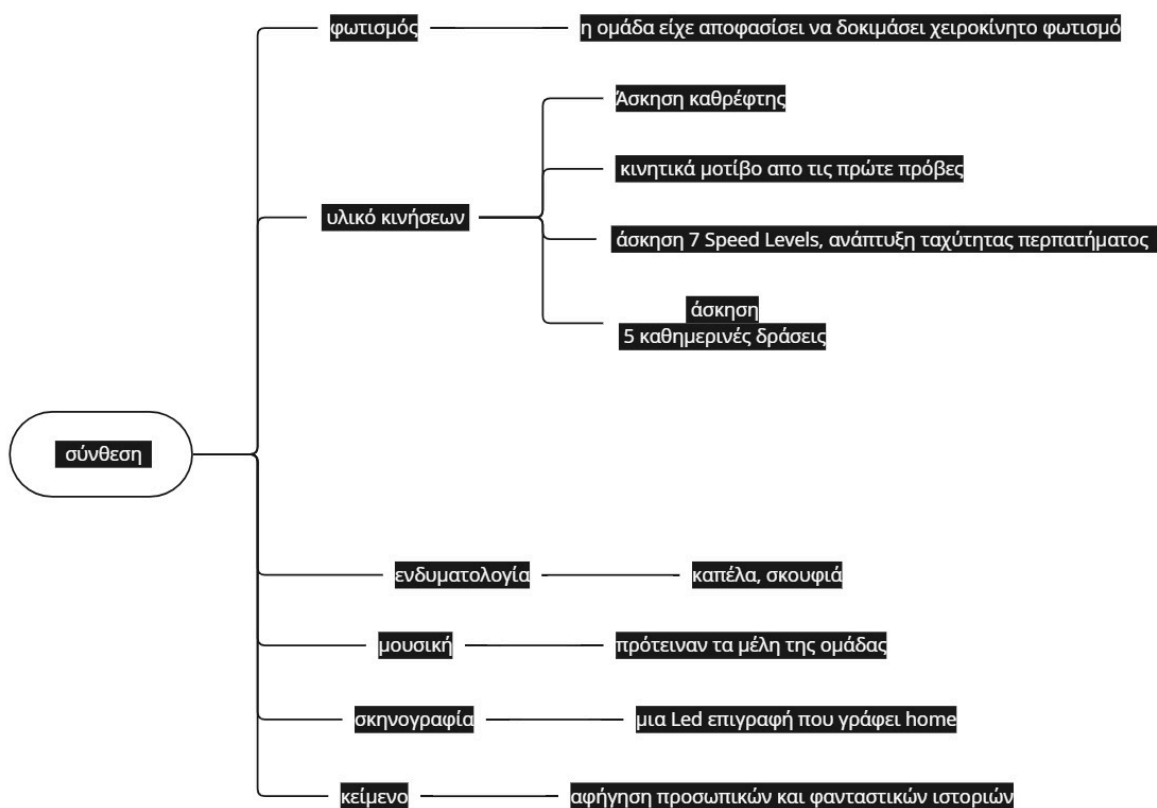 φωτισμός
η ομάδα είχε αποφασίσει να δοκιμάσει χειροκίνητο φωτισμό
υλικό κινήσεων
Άσκηση καθρέφτης
κινητικά μοτίβο απο τις πρώτε πρόβες
άσκηση 7 Speed Levels, ανάπτυξη ταχύτητας περπατήματος
άσκηση
5 καθημερινές δράσεις
σύνθεση
ενδυματολογία
καπέλα, σκουφιά
μουσική
πρότειναν τα μέλη της ομάδας
σκηνογραφία
μια Led επιγραφή που γράφει home
κείμενο
αφήγηση προσωπικών και φανταστικών ιστοριών